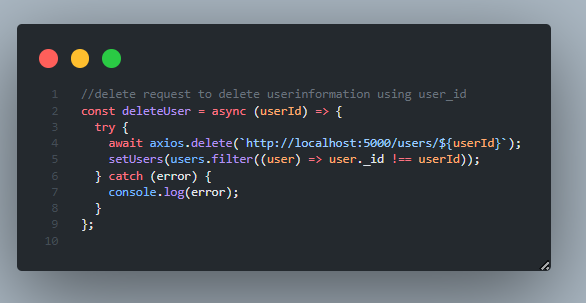 1 //delete request to delete userinformation using user_id
2 const deleteUser = async (userId) => {
3   try {
4     await axios.delete(`http://localhost:5000/users/${userId}`);
5     setUsers(users.filter((user) => user._id !== userId));
6   } catch (error) {
7     console.log(error);
8   }
9 };
10